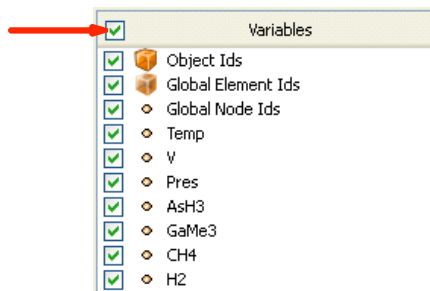 Variables
Object Ids
Global Element Ids
Global Node Ids
Temp
V
Pres
AsH3
GaMe3
CH4
H2